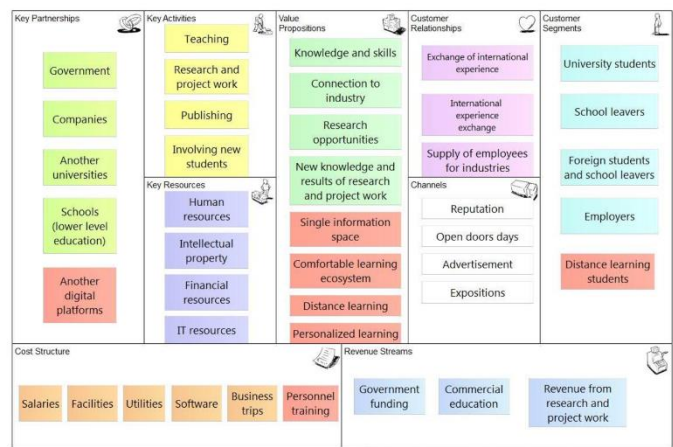 Key Partnerships
Government
Companies
Another
universities
Schools
(lower level
education)
Another
digital
platforms
Key Activities
Teaching
Research and
project work
Publishing
Involving new
students
Key Resources
Human
resources
Intellectual
property
Financial
resources
IT resources
Value
Propositions
Knowledge and skills
Connection to
industry
Research
opportunities
New knowledge and
results of research
and project work
Single information
space
Comfortable learning
ecosystem
Distance learning
Personalized learning
Customer
Relationships
Exchange of international
experience
International
experience
exchange
Supply of employees
for industries
Channels
Reputation
Open doors days
Advertisement
Expositions
Customer
Segments
University students
School leavers
Foreign students
and school leavers
Employers
Distance learning
students
Cost Structure
Salaries
Facilities
Utilities
Software
Business
trips
Personnel
training
Revenue Streams
Government
funding
Commercial
education
Revenue from
research and
project work